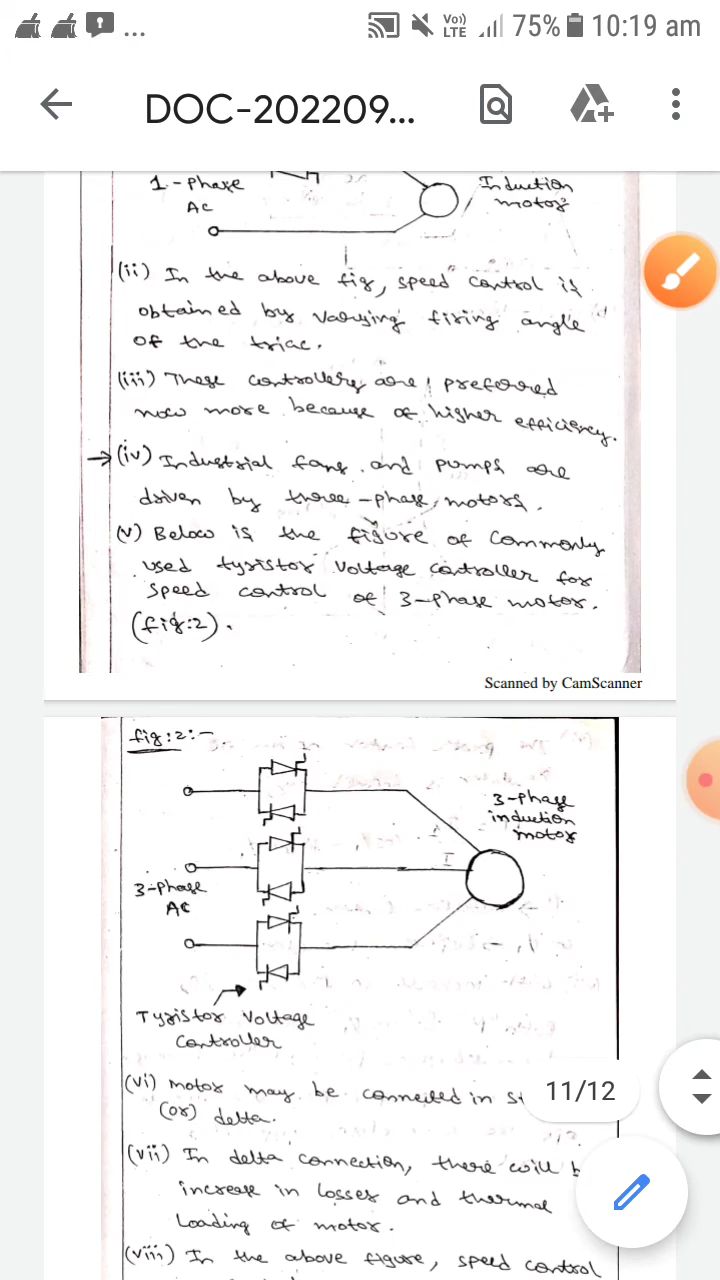 Vo))
LTE
75%
10:19 am
DOC-202209...
1-Phase
AC
Induction
motor
(ii) In the above fig, speed control is
obtained by varying firing angle
of the triac.
(iii) These controllers are preferred
now more because of higher efficiency.
→(iv) Industrial fans and pumps are
driven by three-phase motors.
(v) Below is the figure of commonly
used tyristor voltage controller for
speed control of 3-phase motor.
(fig:2).
Scanned by CamScanner
fig:2:-
3-phase
induction
motor
3-Phase
AC
Tyristor Voltage
Controller
(vi) motor may be connected in st
(or) delta.
11/12
(vii) In delta connection, there will b
increase in losses and thermal
Loading of motor.
(viii) In the above figure, speed control